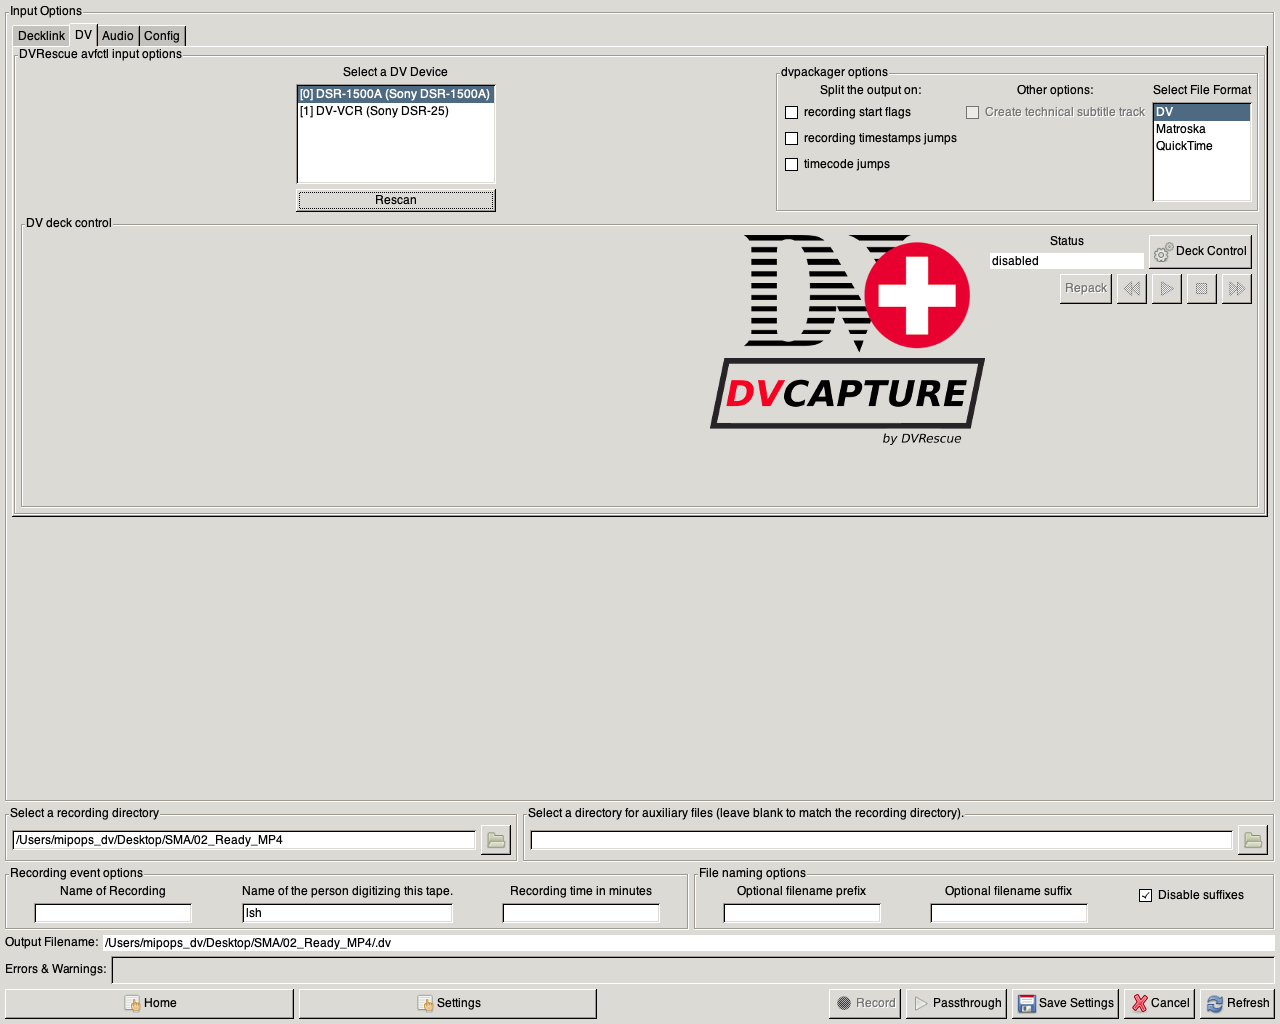 Input Options
Decklink DV Audio Config
DVRescue avfctl input options
Select a DV Device
[0] DSR-1500A (Sony DSR-1500A)
[1] DV-VCR (Sony DSR-25)
Rescan
dvpackager options
Split the output on: Other options: Select File Format
recording start flags Create technical subtitle track DV
recording timestamps jumps Matroska
timecode jumps QuickTime
DV deck control
DV
Status
disabled
Deck Control
Repack
DVCAPTURE
by DVRescue
Select a recording directory
/Users/mipops_dv/Desktop/SMA/02_Ready_MP4
Select a directory for auxiliary files (leave blank to match the recording directory).
Recording event options
Name of Recording Name of the person digitizing this tape. Recording time in minutes
lsh
File naming options
Optional filename prefix Optional filename suffix Disable suffixes
Output Filename: /Users/mipops_dv/Desktop/SMA/02_Ready_MP4/.dv
Errors & Warnings:
Home Settings Record Passthrough Save Settings Cancel Refresh